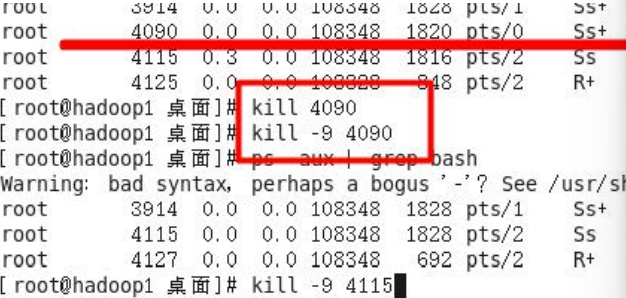 root 3914 0.0 0.0 108348 1828 pts/1 Ss+
root 4090 0.0 0.0 108348 1820 pts/0 Ss+
root 4115 0.3 0.0 108348 1816 pts/2 Ss
root 4125 0.0 0.0 108328 848 pts/2 R+
[root@hadoop1 桌面]# kill 4090
[root@hadoop1 桌面]# kill -9 4090
[root@hadoop1 桌面]# ps -aux | grep bash
Warning: bad syntax, perhaps a bogus '-'? See /usr/sh
root 3914 0.0 0.0 108348 1828 pts/1 Ss+
root 4115 0.0 0.0 108348 1828 pts/2 Ss
root 4127 0.0 0.0 108348 692 pts/2 R+
[root@hadoop1 桌面]# kill -9 4115